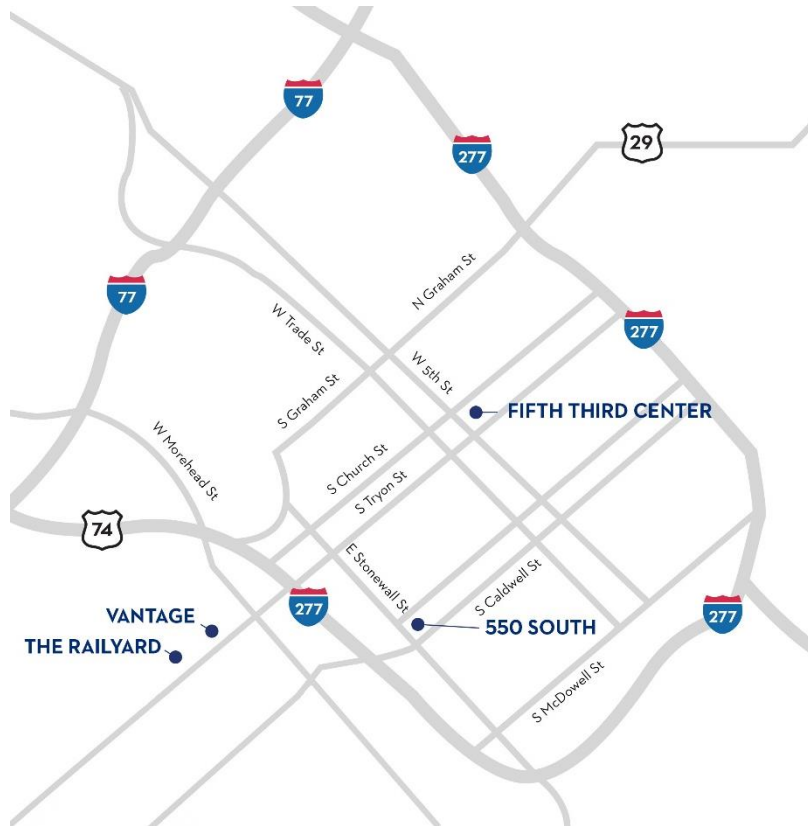 77
277
29
N Graham St
77
277
W Trade St
W 5th St
S Graham St
FIFTH THIRD CENTER
W Morehead St
S Church St
S Tryon St
74
E Stonewall St
S Caldwell St
277
277
VANTAGE
550 SOUTH
THE RAILYARD
S McDowell St